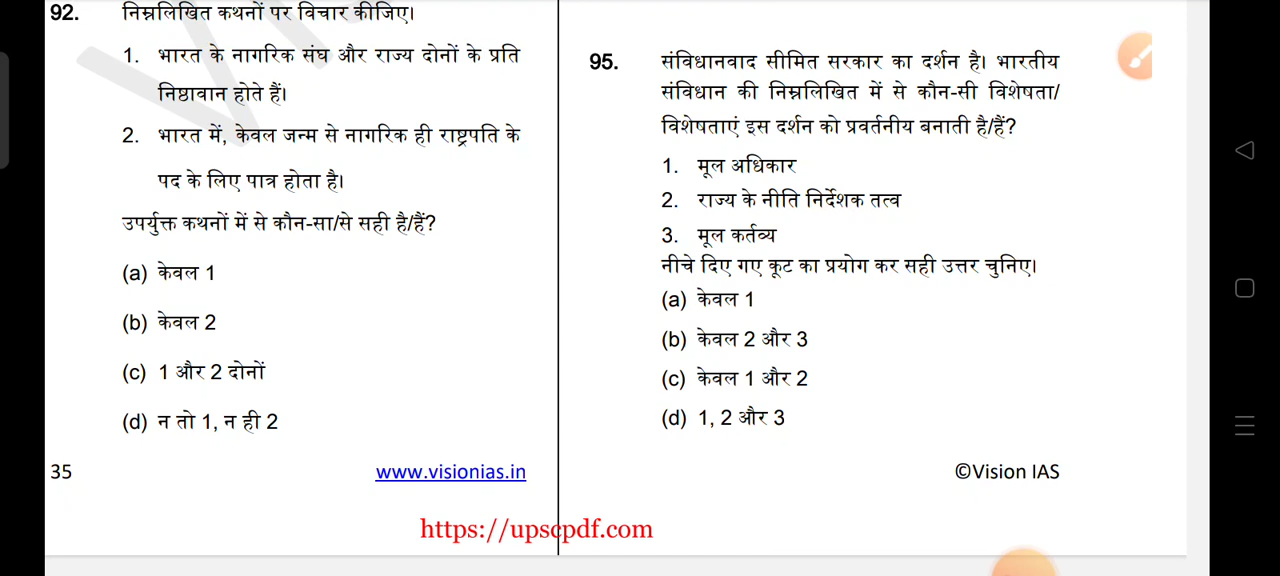 92. निम्नलिखित कथनों पर विचार कीजिए।
1. भारत के नागरिक संघ और राज्य दोनों के प्रति
निष्ठावान होते हैं।
2. भारत में, केवल जन्म से नागरिक ही राष्ट्रपति के
पद के लिए पात्र होता है।
उपर्युक्त कथनों में से कौन-सा/से सही है/हैं?
(a) केवल 1
(b) केवल 2
(c) 1 और 2 दोनों
(d) न तो 1, न ही 2
35
www.visionias.in
95. संविधानवाद सीमित सरकार का दर्शन है। भारतीय
संविधान की निम्नलिखित में से कौन-सी विशेषता/
विशेषताएं इस दर्शन को प्रवर्तनीय बनाती है/हैं?
1. मूल अधिकार
2. राज्य के नीति निर्देशक तत्व
3. मूल कर्तव्य
नीचे दिए गए कूट का प्रयोग कर सही उत्तर चुनिए।
(a) केवल 1
(b) केवल 2 और 3
(c) केवल 1 और 2
(d) 1, 2 और 3
©Vision IAS
https://upscpdf.com